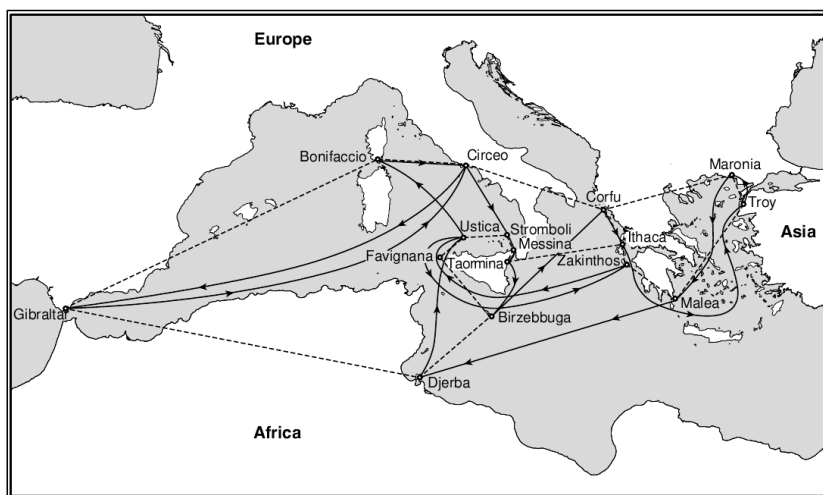 Europe
Bonifaccio
Circeo
Maronia
Corfu
Troy
Ustica
Stromboli
Messina
Ithaca
Asia
Favignana
Taormina
Zakinthos
Gibraltar
Birzebbuga
Malea
Djerba
Africa